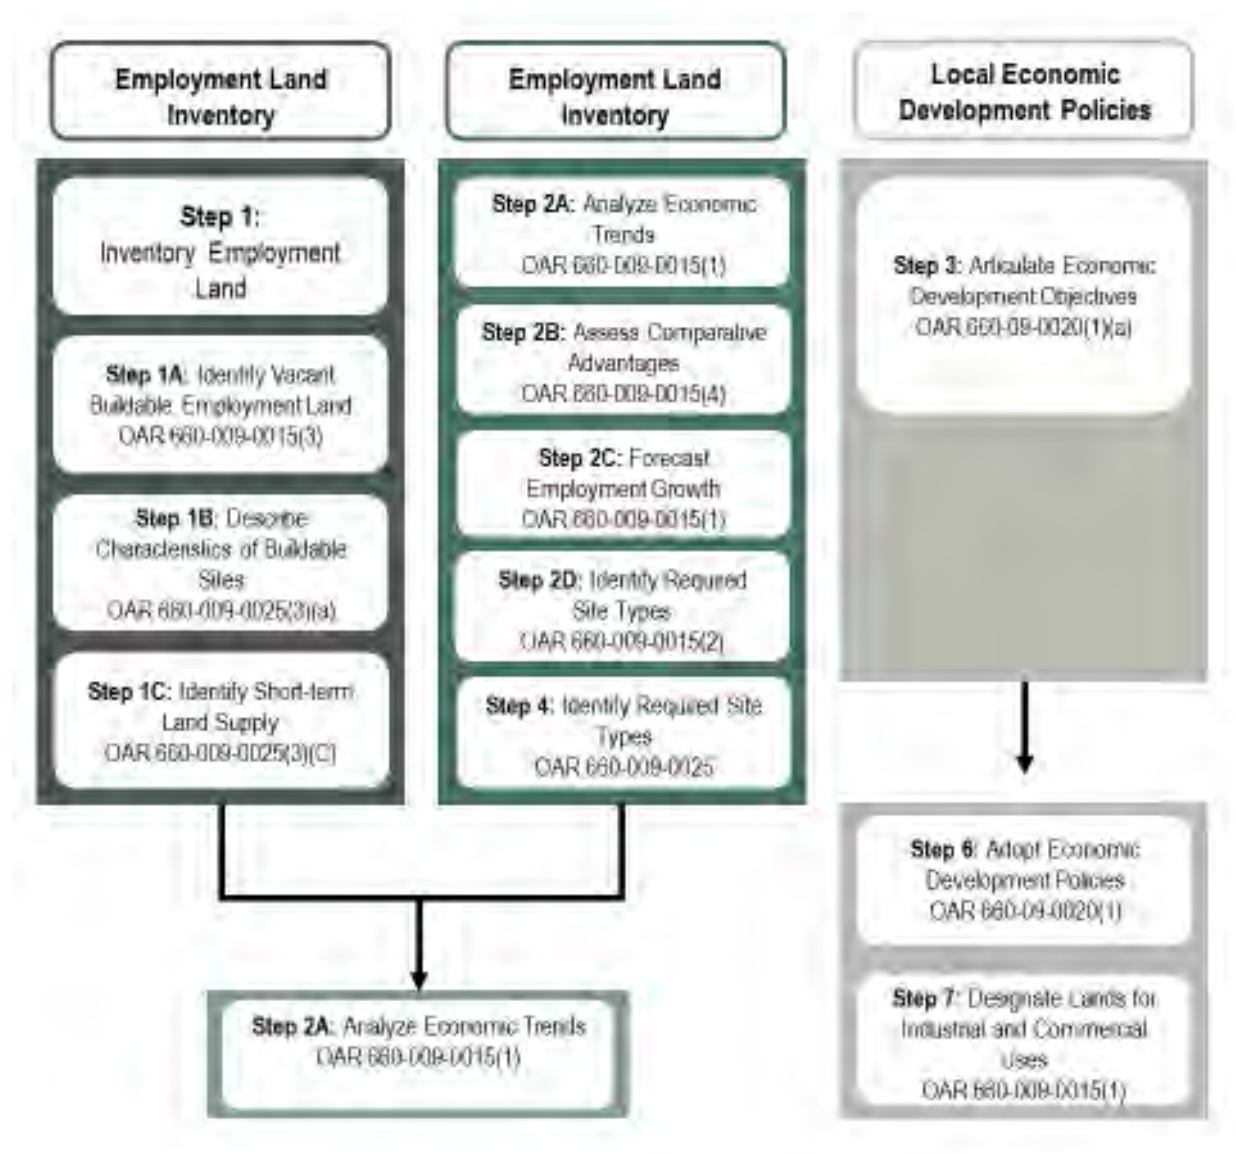 Employment Land
Inventory
Step 1:
Inventory Employment
Land
Step 1A: Identify Vacant
Buildable Employment Land
OAR 660-009-0015(3)
Step 1B: Describe
Characteristics of Buildable
Sites
OAR 660-009-0025(3)(a)
Step 1C: Identify Short-term
Land Supply
OAR 660-009-0025(3)(C)
Employment Land
Inventory
Step 2A: Analyze Economic
Trends
OAR 660-009-0015(1)
Step 2B: Assess Comparative
Advantages
OAR 660-009-0015(4)
Step 2C: Forecast
Employment Growth
OAR 660-009-0015(1)
Step 2D: Identify Required
Site Types
OAR 660-009-0015(2)
Step 4: Identify Required Site
Types
OAR 660-009-0025
Step 2A: Analyze Economic Trends
OAR 660-009-0015(1)
Local Economic
Development Policies
Step 3: Articulate Economic
Development Objectives
OAR 660-09-0020(1)(a)
Step 6: Adopt Economic
Development Policies
OAR 660-09-0020(1)
Step 7: Designate Lands for
Industrial and Commercial
Uses
OAR 660-009-0015(1)